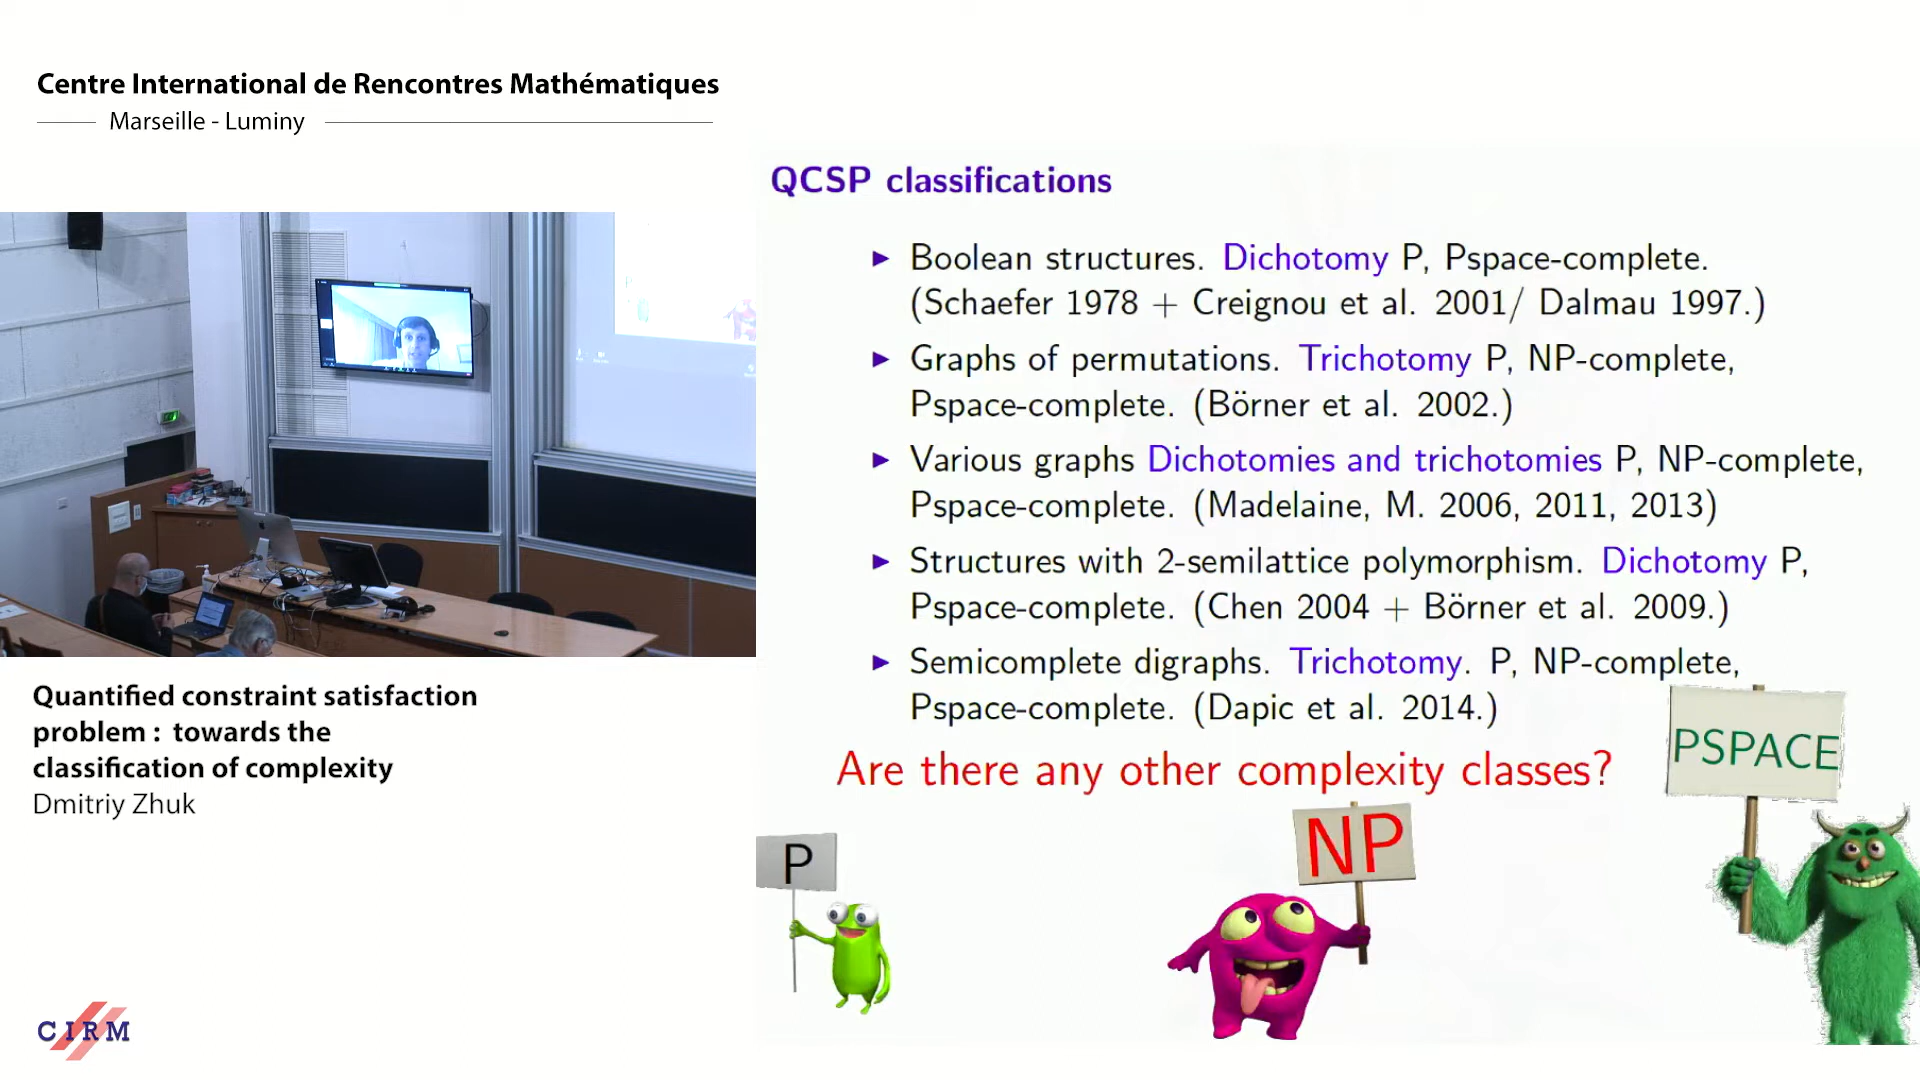 Centre International de Rencontres Mathématiques
Marseille - Luminy
QCSP classifications
► Boolean structures. Dichotomy P, Pspace-complete.
(Schaefer 1978 + Creignou et al. 2001/ Dalmau 1997.)
► Graphs of permutations. Trichotomy P, NP-complete,
Pspace-complete. (Börner et al. 2002.)
► Various graphs Dichotomies and trichotomies P, NP-complete,
Pspace-complete. (Madelaine, M. 2006, 2011, 2013)
► Structures with 2-semilattice polymorphism. Dichotomy P,
Pspace-complete. (Chen 2004 + Börner et al. 2009.)
► Semicomplete digraphs. Trichotomy. P, NP-complete,
Pspace-complete. (Dapic et al. 2014.)
Are there any other complexity classes?
P
NP
PSPACE
Quantified constraint satisfaction
problem : towards the
classification of complexity
Dmitriy Zhuk
CIRM